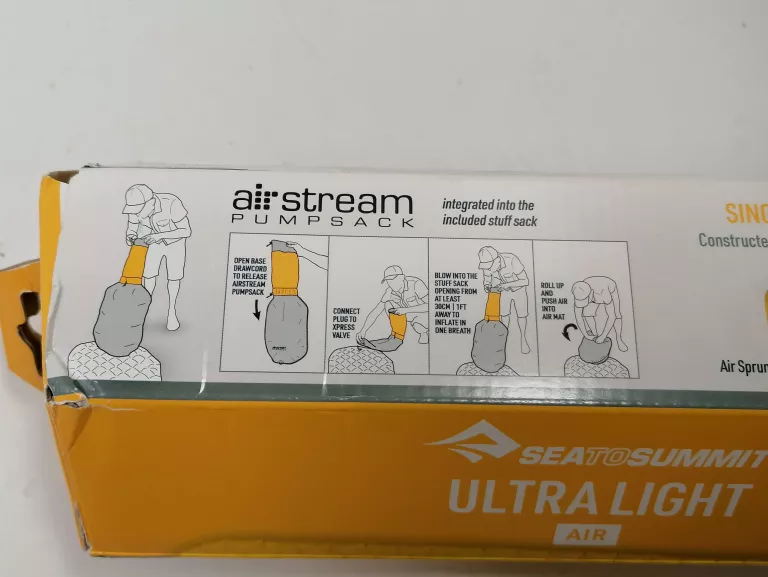 airstream
PUMPSACK
integrated into the
included stuff sack
OPEN BASE
DRAWCORD
TO RELEASE
AIRSTREAM
PUMPSACK
CONNECT
PLUG TO
XPRESS
VALVE
BLOW INTO THE
STUFF SACK
OPENING FROM
AT LEAST
30CM | 1FT
AWAY TO
INFLATE IN
ONE BREATH
ROLL UP
AND
PUSH AIR
INTO
AIR MAT
SING
Constructe
Air Sprun
SEATOSUMMIT
ULTRA LIGHT
AIR